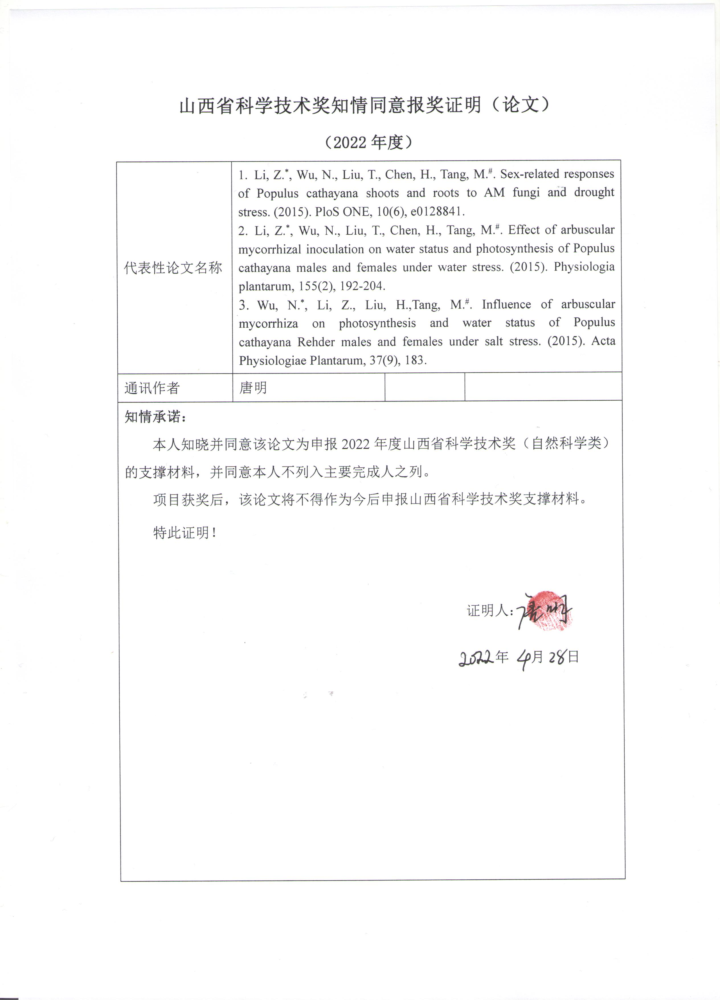 山西省科学技术奖知情同意报奖证明（论文）
（2022 年度）
代表性论文名称
1. Li, Z.*, Wu, N., Liu, T., Chen, H., Tang, M.#. Sex-related responses
of Populus cathayana shoots and roots to AM fungi and drought
stress. (2015). PloS ONE, 10(6), e0128841.
2. Li, Z.*, Wu, N., Liu, T., Chen, H., Tang, M.#. Effect of arbuscular
mycorrhizal inoculation on water status and photosynthesis of Populus
cathayana males and females under water stress. (2015). Physiologia
plantarum, 155(2), 192-204.
3. Wu, N.*, Li, Z., Liu, H.,Tang, M.#. Influence of arbuscular
mycorrhiza on photosynthesis and water status of Populus
cathayana Rehder males and females under salt stress. (2015). Acta
Physiologiae Plantarum, 37(9), 183.
通讯作者 唐明
知情承诺：
本人知晓并同意该论文为申报 2022 年度山西省科学技术奖（自然科学类）
的支撑材料，并同意本人不列入主要完成人之列。
项目获奖后，该论文将不得作为今后申报山西省科学技术奖支撑材料。
特此证明！
证明人：唐明
2022年 4月 28日